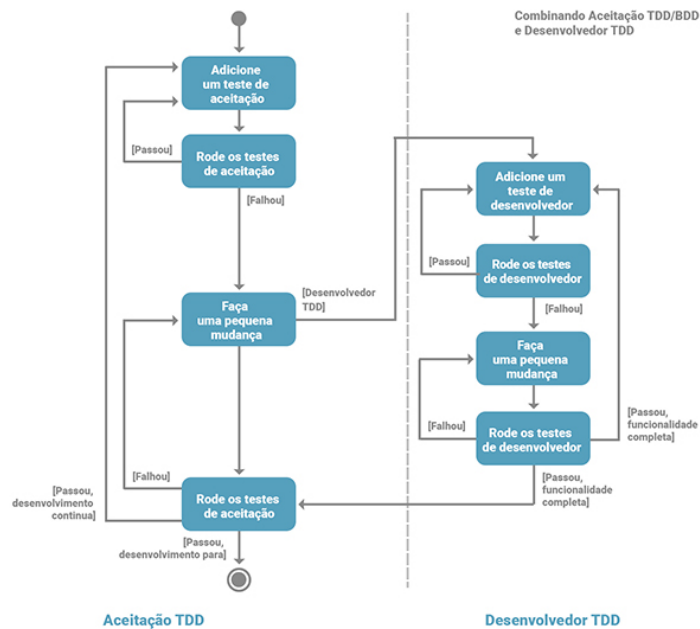 Combinando Aceitação TDD/BDD
e Desenvolvedor TDD
Adicione
um teste de
aceitação
[Passou]
Rode os testes
de aceitação
[Falhou]
Faça
uma pequena
mudança
[Desenvolvedor
TDD]
[Falhou]
Rode os testes
de aceitação
[Passou,
desenvolvimento
continua]
[Passou,
desenvolvimento para]
Aceitação TDD
Adicione um
teste de
desenvolvedor
[Passou]
Rode os testes
de desenvolvedor
[Falhou]
Faça
uma pequena
mudança
[Falhou]
Rode os testes
de desenvolvedor
[Passou,
funcionalidade
completa]
[Passou,
funcionalidade
completa]
Desenvolvedor TDD